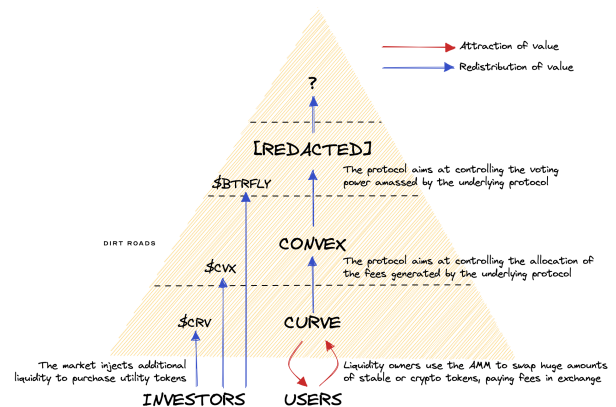 Attraction of value
Redistribution of value
?
[REDACTED]
The protocol aims at controlling the voting
power amassed by the underlying protocol
$BTRFLY
DIRT ROADS
CONVEX
The protocol aims at controlling the allocation of
the fees generated by the underlying protocol
$CVX
$CRV
CURVE
The market injects additional
liquidity to purchase utility tokens
Liquidity owners use the AMM to swap huge amounts
of stable or crypto tokens, paying fees in exchange
INVESTORS
USERS